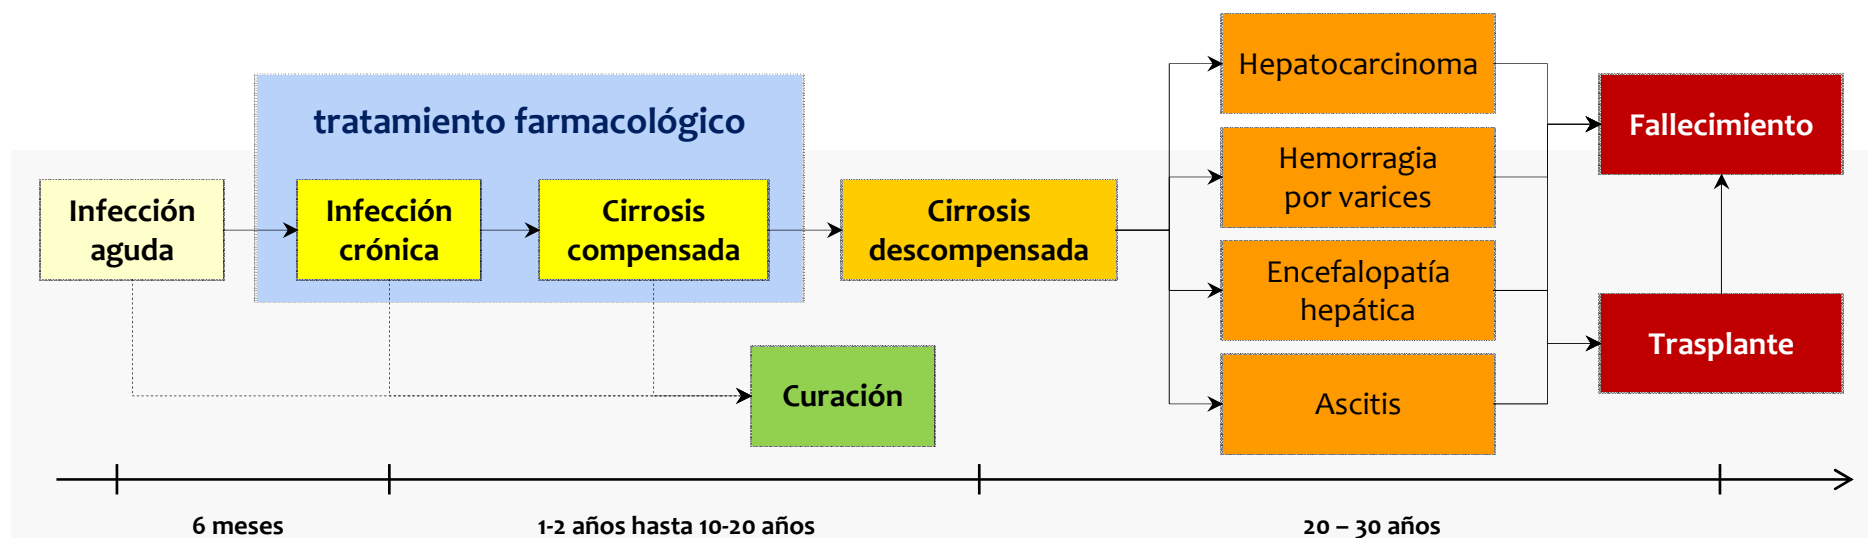 tratamiento farmacológico
Infección
aguda
Infección
crónica
Cirrosis
compensada
Cirrosis
descompensada
Curación
Hepatocarcinoma
Hemorragia
por varices
Encefalopatía
hepática
Ascitis
Fallecimiento
Trasplante
6 meses
1-2 años hasta 10-20 años
20 – 30 años